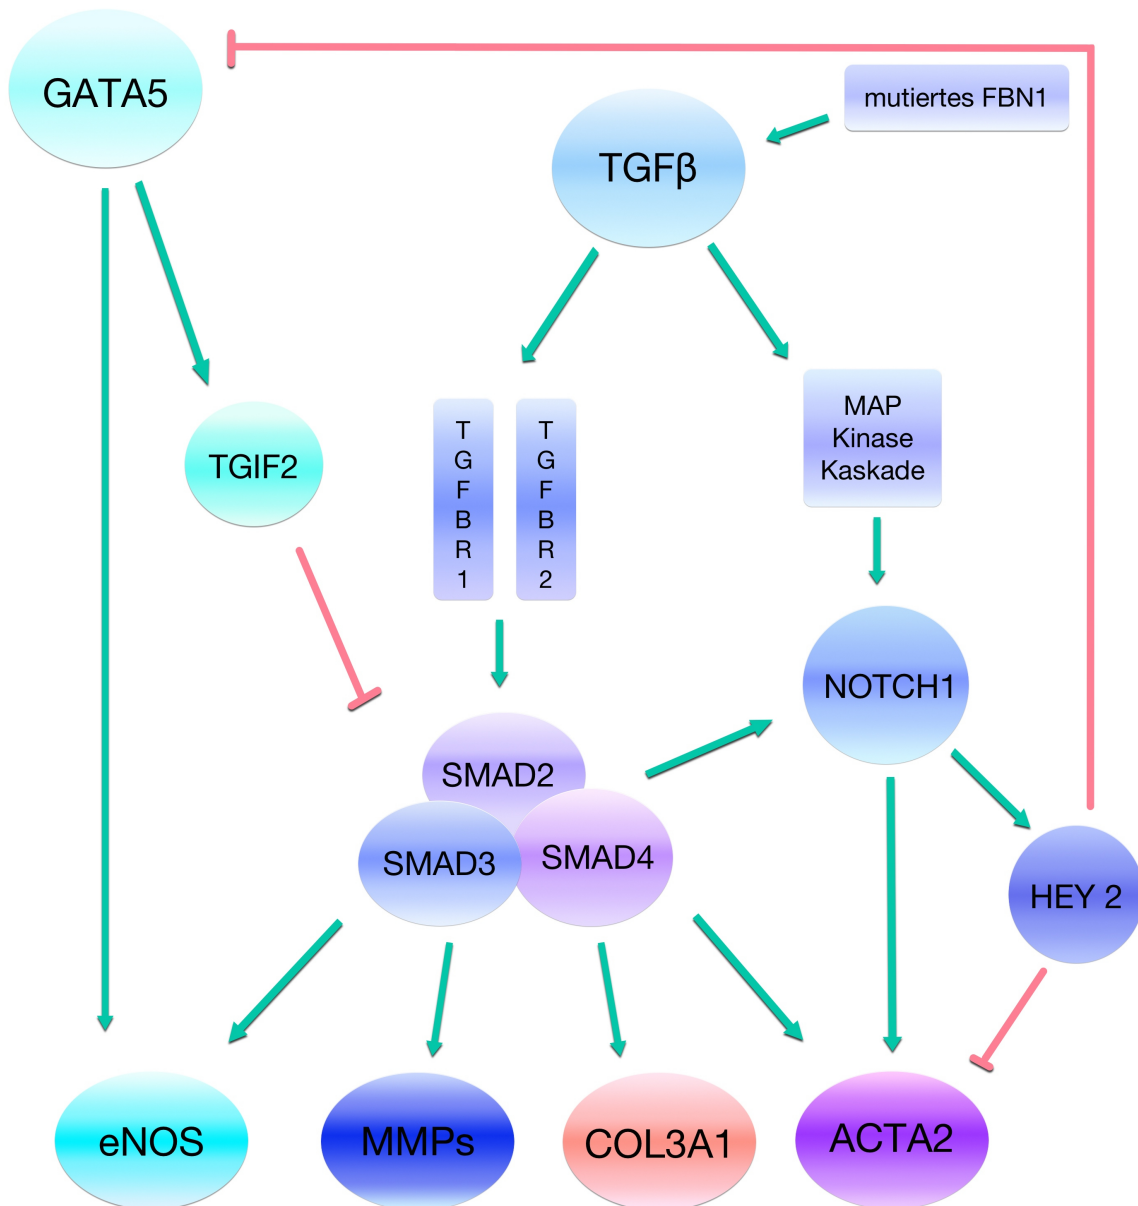 GATA5
mutiertes FBN1
TGFβ
MAP
Kinase
Kaskade
TGIF2
T
G
F
B
R
1
T
G
F
B
R
2
NOTCH1
SMAD2
SMAD3
SMAD4
HEY 2
eNOS
MMPs
COL3A1
ACTA2